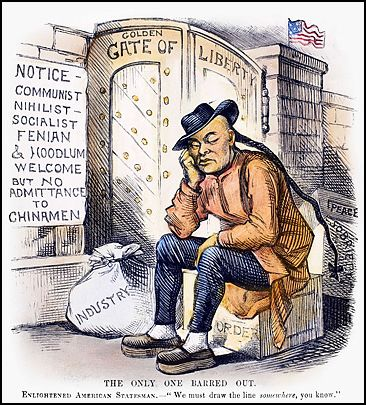 GOLDEN
GATE OF LIBERTY
NOTICE -
COMMUNIST
NIHILIST -
SOCIALIST
FENIAN
& HOODLUM
WELCOME
BUT NO
ADMITTANCE
TO
CHINAMEN
PEACE
INDUSTRY
ORDER
THE ONLY ONE BARRED OUT.
ENLIGHTENED AMERICAN STATESMAN.—"We must draw the line somewhere, you know."